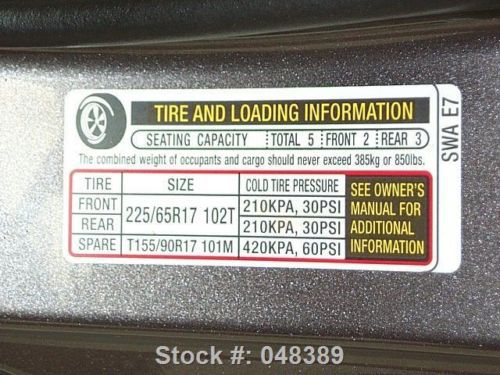 TIRE AND LOADING INFORMATION
SEATING CAPACITY TOTAL 5 FRONT 2 REAR 3
The combined weight of occupants and cargo should never exceed 385kg or 850lbs.
TIRE SIZE COLD TIRE PRESSURE
FRONT 225/65R17 102T 210KPA, 30PSI
REAR 210KPA, 30PSI
SPARE T155/90R17 101M 420KPA, 60PSI
SEE OWNER'S
MANUAL FOR
ADDITIONAL
INFORMATION
SWA E7
Stock #: 048389